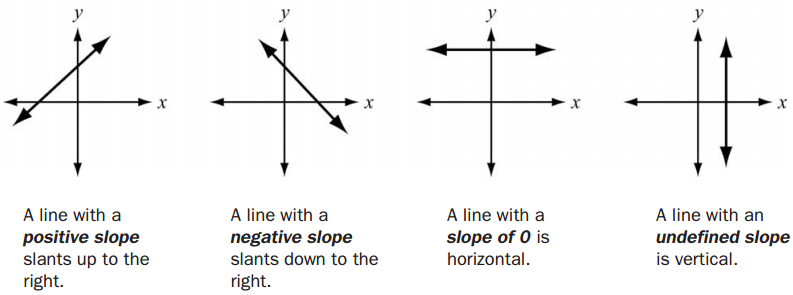 y
x
y
x
y
x
y
x
A line with a
positive slope
slants up to the
right.
A line with a
negative slope
slants down to the
right.
A line with a
slope of 0 is
horizontal.
A line with an
undefined slope
is vertical.